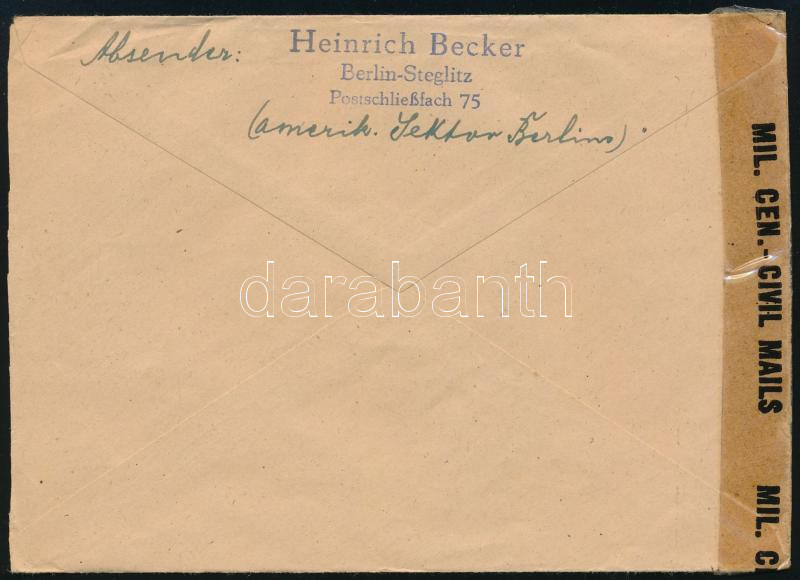 Absender:
Heinrich Becker
Berlin-Steglitz
Postschließfach 75
(amerik. Sektor Berlins).
darabanth
MIL. CEN. - CIVIL MAILS
MIL. C